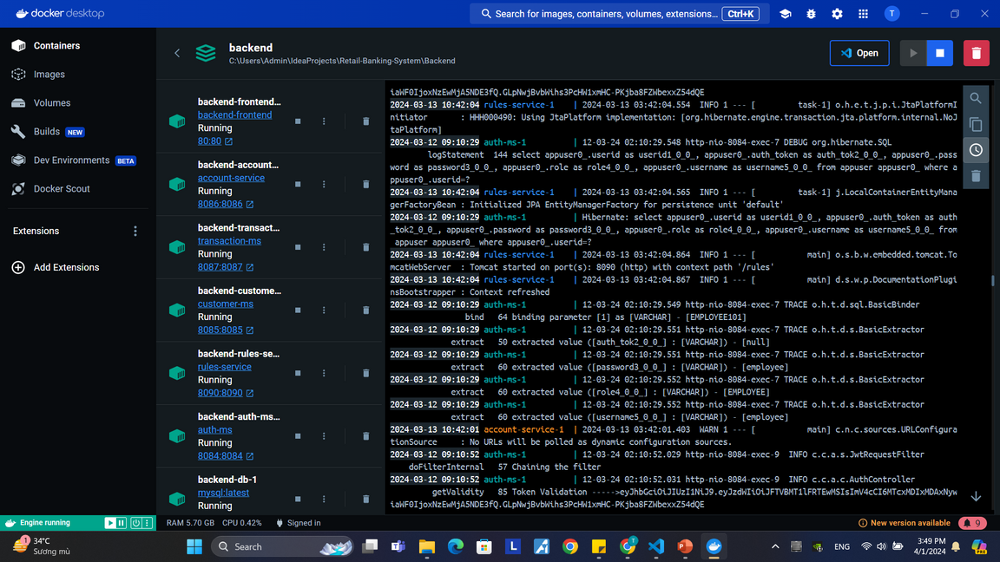 docker desktop
Search for images, containers, volumes, extensions...
Ctrl+K
T
Containers
Images
Volumes
Builds NEW
Dev Environments BETA
Docker Scout
Extensions
Add Extensions
backend
C:\Users\Admin\IdeaProjects\Retail-Banking-System\Backend
Open
backend-frontend...
backend-frontend
Running
80:80
backend-account...
account-service
Running
8086:8086
backend-transact...
transaction-ms
Running
8087:8087
backend-custome...
customer-ms
Running
8085:8085
backend-rules-se...
rules-service
Running
8090:8090
backend-auth-ms...
auth-ms
Running
8084:8084
backend-db-1
mysql:latest
Running
iaWF0IjoxNzEwMjA5NDE3fQ.GLpNwjBvbWihs3PcHW1xmHC-PKjba8FZWbexxZ54dQE
2024-03-13 10:42:04 rules-service-1 | 2024-03-13 03:42:04.554 INFO 1 --- [ task-1] o.h.e.t.j.p.i.JtaPlatformI
nitiator : HHH000490: Using JtaPlatform implementation: [org.hibernate.engine.transaction.jta.platform.internal.NoJ
taPlatform]
2024-03-12 09:10:29 auth-ms-1 | 12-03-24 02:10:29.548 http-nio-8084-exec-7 DEBUG org.hibernate.SQL
logStatement 144 select appuser0_.userid as userid1_0_0_, appuser0_.auth_token as auth_tok2_0_0_, appuser0_.pass
word as password3_0_0_, appuser0_.role as role4_0_0_, appuser0_.username as username5_0_0_ from appuser appuser0_ where a
ppuser0_.userid=?
2024-03-13 10:42:04 rules-service-1 | 2024-03-13 03:42:04.565 INFO 1 --- [ task-1] j.LocalContainerEntityMana
gerFactoryBean : Initialized JPA EntityManagerFactory for persistence unit 'default'
2024-03-12 09:10:29 auth-ms-1 | Hibernate: select appuser0_.userid as userid1_0_0_, appuser0_.auth_token as auth
_tok2_0_0_, appuser0_.password as password3_0_0_, appuser0_.role as role4_0_0_, appuser0_.username as username5_0_0_ from
appuser appuser0_ where appuser0_.userid=?
2024-03-13 10:42:04 rules-service-1 | 2024-03-13 03:42:04.864 INFO 1 --- [ main] o.s.b.w.embedded.tomcat.To
mcatWebServer : Tomcat started on port(s): 8090 (http) with context path '/rules'
2024-03-13 10:42:04 rules-service-1 | 2024-03-13 03:42:04.867 INFO 1 --- [ main] d.s.w.p.DocumentationPlugi
nsBootstrapper : Context refreshed
2024-03-12 09:10:29 auth-ms-1 | 12-03-24 02:10:29.549 http-nio-8084-exec-7 TRACE o.h.t.d.sql.BasicBinder
bind 64 binding parameter [1] as [VARCHAR] - [EMPLOYEE101]
2024-03-12 09:10:29 auth-ms-1 | 12-03-24 02:10:29.551 http-nio-8084-exec-7 TRACE o.h.t.d.s.BasicExtractor
extract 50 extracted value ([auth_tok2_0_0_] : [VARCHAR]) - [null]
2024-03-12 09:10:29 auth-ms-1 | 12-03-24 02:10:29.551 http-nio-8084-exec-7 TRACE o.h.t.d.s.BasicExtractor
extract 60 extracted value ([password3_0_0_] : [VARCHAR]) - [employee]
2024-03-12 09:10:29 auth-ms-1 | 12-03-24 02:10:29.552 http-nio-8084-exec-7 TRACE o.h.t.d.s.BasicExtractor
extract 60 extracted value ([role4_0_0_] : [VARCHAR]) - [EMPLOYEE]
2024-03-12 09:10:29 auth-ms-1 | 12-03-24 02:10:29.552 http-nio-8084-exec-7 TRACE o.h.t.d.s.BasicExtractor
extract 60 extracted value ([username5_0_0_] : [VARCHAR]) - [employee]
2024-03-13 10:42:01 account-service-1 | 2024-03-13 03:42:01.403 WARN 1 --- [ main] c.n.c.sources.URLConfigura
tionSource : No URLs will be polled as dynamic configuration sources.
2024-03-12 09:10:52 auth-ms-1 | 12-03-24 02:10:52.029 http-nio-8084-exec-9 INFO c.c.a.s.JwtRequestFilter
doFilterInternal 57 Chaining the filter
2024-03-12 09:10:52 auth-ms-1 | 12-03-24 02:10:52.031 http-nio-8084-exec-9 INFO c.c.a.c.AuthController
getValidity 85 Token Validation ----->eyJhbGciOiJIUzI1NiJ9.eyJzdWIiOiJFTVBMT1lFRTEwMSIsImV4cCI6MTcxMDIxMDAxNyw
iaWF0IjoxNzEwMjA5NDE3fQ.GLpNwjBvbWihs3PcHW1xmHC-PKjba8FZWbexxZ54dQE
Engine running
RAM 5.70 GB CPU 0.42% Signed in
New version available
9
1
34°C
Sương mù
Search
T
ENG
3:49 PM
4/1/2024
PRE